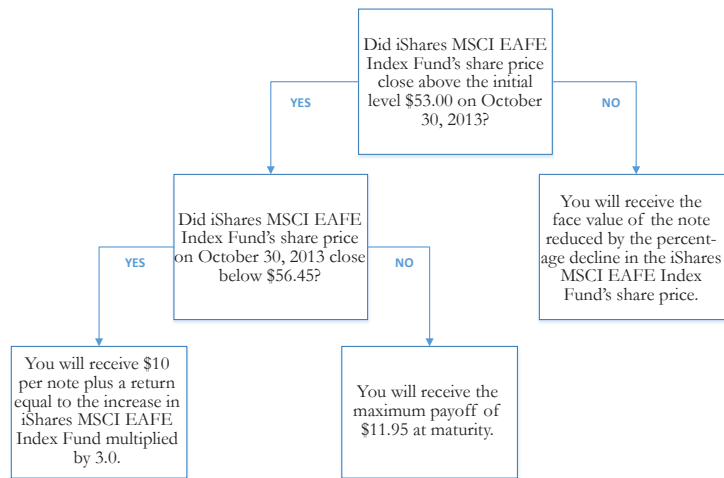 Did iShares MSCI EAFE
Index Fund's share price
close above the initial
level $53.00 on October
30, 2013?
YES
NO
Did iShares MSCI EAFE
Index Fund's share price
on October 30, 2013 close
below $56.45?
You will receive the
face value of the note
reduced by the percent-
age decline in the iShares
MSCI EAFE Index
Fund's share price.
YES
NO
You will receive $10
per note plus a return
equal to the increase in
iShares MSCI EAFE
Index Fund multiplied
by 3.0.
You will receive the
maximum payoff of
$11.95 at maturity.